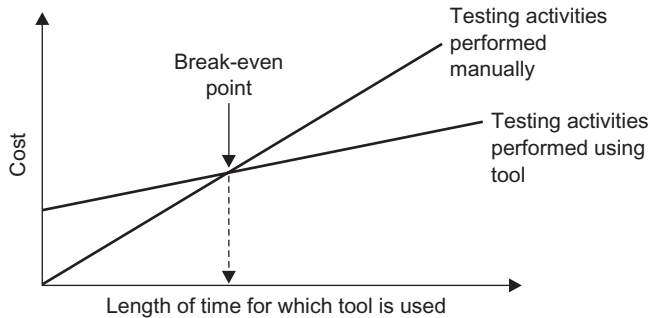 Testing activities
performed
manually
Break-even
point
Testing activities
performed using
tool
Cost
Length of time for which tool is used